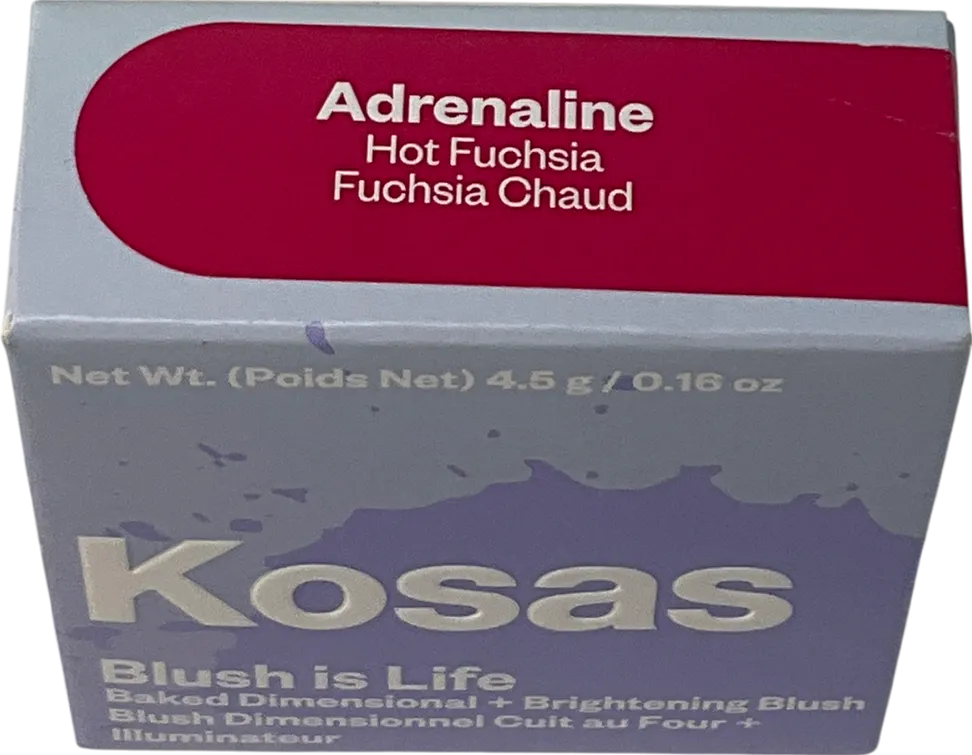 Adrenaline
Hot Fuchsia
Fuchsia Chaud
Net Wt. (Poids Net) 4.5 g / 0.16 oz
Kosas
Blush is Life
Baked Dimensional + Brightening Blush
Blush Dimensionnel Cuit au Four +
Illuminateur